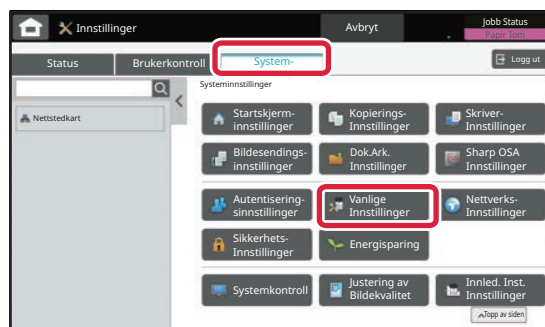 Innstillinger
Avbryt
Jobb Status
Papir Tom
Status
Brukerkontroll
System-
Logg ut
Systeminnstillinger
Nettstedkart
Startskjerm-
innstillinger
Kopierings-
Innstillinger
Skriver-
Innstillinger
Bildesendings-
innstillinger
Dok.Ark.
Innstillinger
Sharp OSA
Innstillinger
Autentisering-
sinnstillinger
Vanlige
Innstillinger
Nettverks-
Innstillinger
Sikkerhets-
Innstillinger
Energisparing
Systemkontroll
Justering av
Bildekvalitet
Innled. Inst.
Innstillinger
Topp av siden